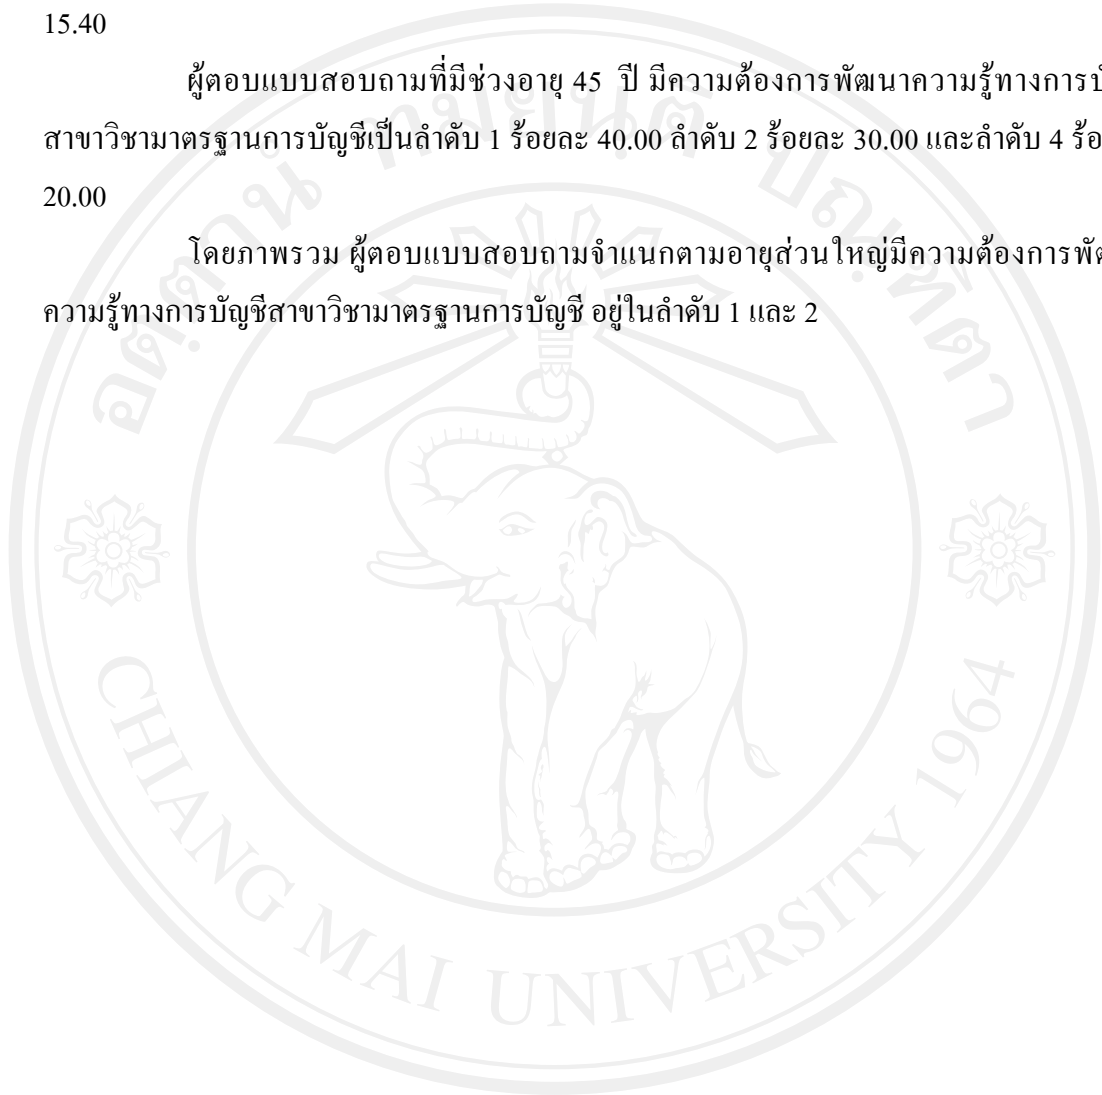 15.40
ผู้ตอบแบบสอบถามที่มีช่วงอายุ 45 ปี มีความต้องการพัฒนาความรู้ทางการ
สาขาวิชามาตรฐานการบัญชีเป็นลำดับ 1 ร้อยละ 40.00 ลำดับ 2 ร้อยละ 30.00 และลำดับ 4
20.00
โดยภาพรวม ผู้ตอบแบบสอบถามจำแนกตามอายุส่วนใหญ่มีความต้องการ
ความรู้ทางการบัญชีสาขาวิชามาตรฐานการบัญชี อยู่ในลำดับ 1 และ 2
CHIANG MAI UNIVERSITY 1964